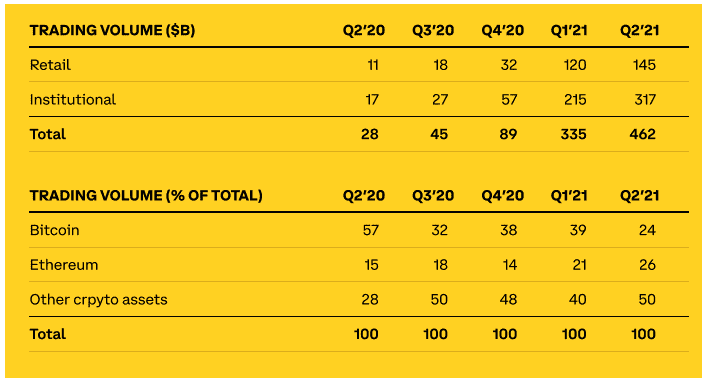 TRADING VOLUME ($B) Q2'20 Q3'20 Q4'20 Q1'21 Q2'21
Retail 11 18 32 120 145
Institutional 17 27 57 215 317
Total 28 45 89 335 462
TRADING VOLUME (% OF TOTAL) Q2'20 Q3'20 Q4'20 Q1'21 Q2'21
Bitcoin 57 32 38 39 24
Ethereum 15 18 14 21 26
Other crpyto assets 28 50 48 40 50
Total 100 100 100 100 100